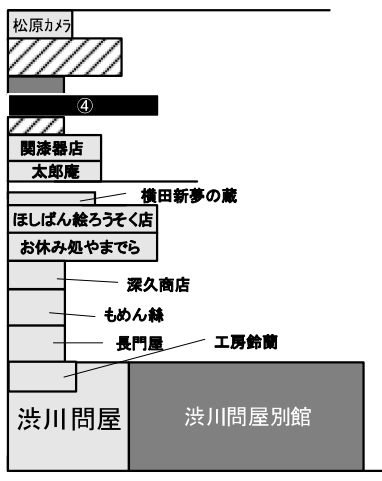 松原カメラ
④
関漆器店
太郎庵
横田新夢の蔵
ほしばん絵ろうそく店
お休み処やまでら
深久商店
もめん絲
長門屋
工房鈴蘭
渋川問屋
渋川問屋別館